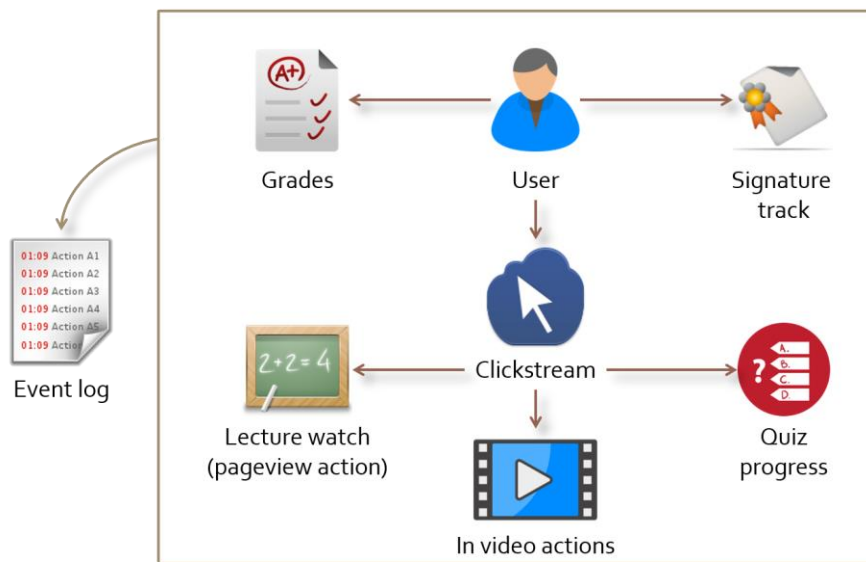 A+
Grades
User
Signature
track
01:09 Action A1
01:09 Action A2
01:09 Action A3
01:09 Action A4
01:09 Action A5
01:09 Action
Event log
2+2=4
Lecture watch
(pageview action)
Clickstream
?
A.
B.
C.
D
Quiz
progress
In video actions